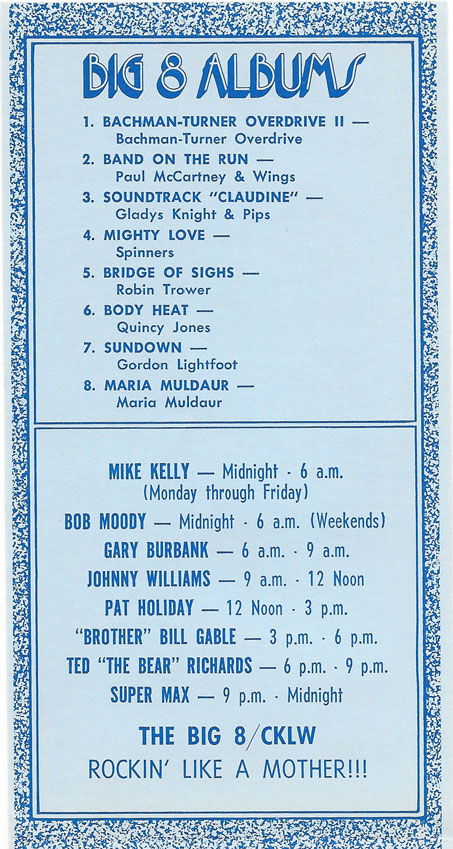 BIG 8 ALBUMS
1. BACHMAN-TURNER OVERDRIVE II —
Bachman-Turner Overdrive
2. BAND ON THE RUN —
Paul McCartney & Wings
3. SOUNDTRACK "CLAUDINE" —
Gladys Knight & Pips
4. MIGHTY LOVE —
Spinners
5. BRIDGE OF SIGHS —
Robin Trower
6. BODY HEAT —
Quincy Jones
7. SUNDOWN —
Gordon Lightfoot
8. MARIA MULDAUR —
Maria Muldaur
MIKE KELLY — Midnight - 6 a.m.
(Monday through Friday)
BOB MOODY — Midnight - 6 a.m. (Weekends)
GARY BURBANK — 6 a.m. - 9 a.m.
JOHNNY WILLIAMS — 9 a.m. - 12 Noon
PAT HOLIDAY — 12 Noon - 3 p.m.
"BROTHER" BILL GABLE — 3 p.m. - 6 p.m.
TED "THE BEAR" RICHARDS — 6 p.m. - 9 p.m.
SUPER MAX — 9 p.m. - Midnight
THE BIG 8/CKLW
ROCKIN' LIKE A MOTHER!!!